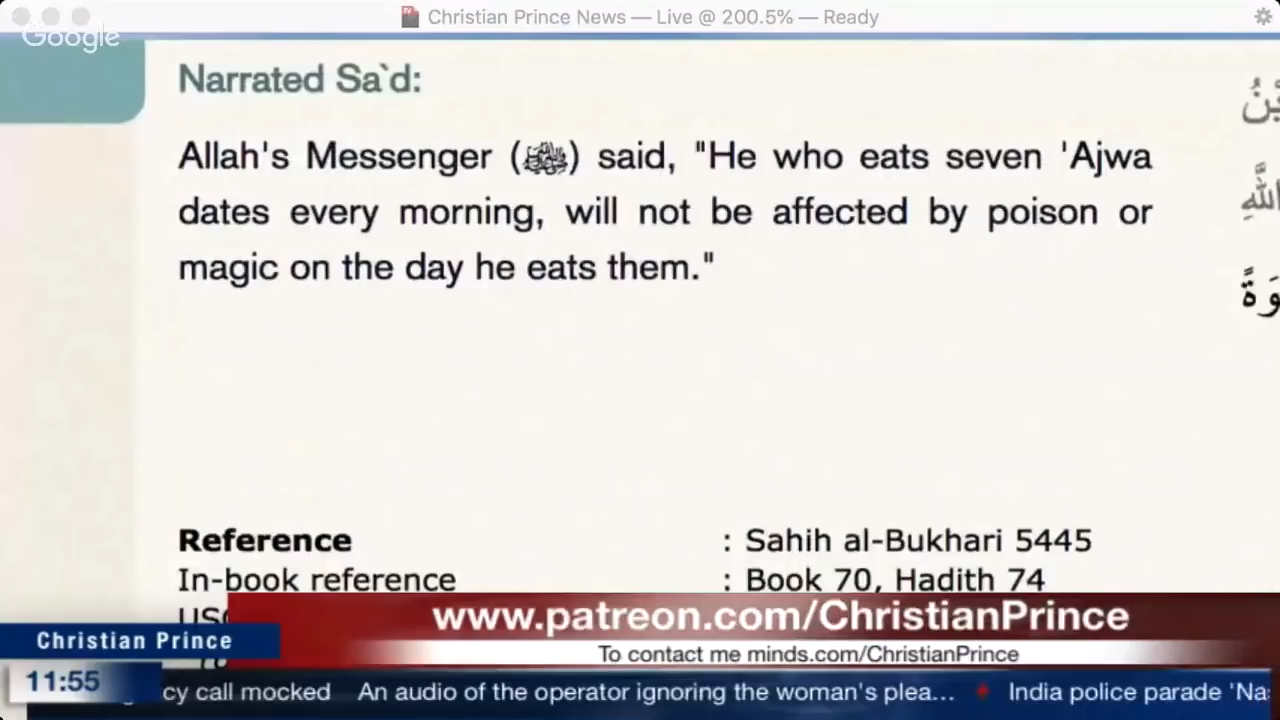 Christian Prince News — Live @ 200.5% — Ready
Google
Narrated Sa`d:
Allah's Messenger (ﷺ) said, "He who eats seven 'Ajwa
dates every morning, will not be affected by poison or
magic on the day he eats them."
Reference : Sahih al-Bukhari 5445
In-book reference : Book 70, Hadith 74
www.patreon.com/ChristianPrince
Christian Prince
To contact me minds.com/ChristianPrince
11:55
cy call mocked An audio of the operator ignoring the woman's plea... • India police parade 'Na